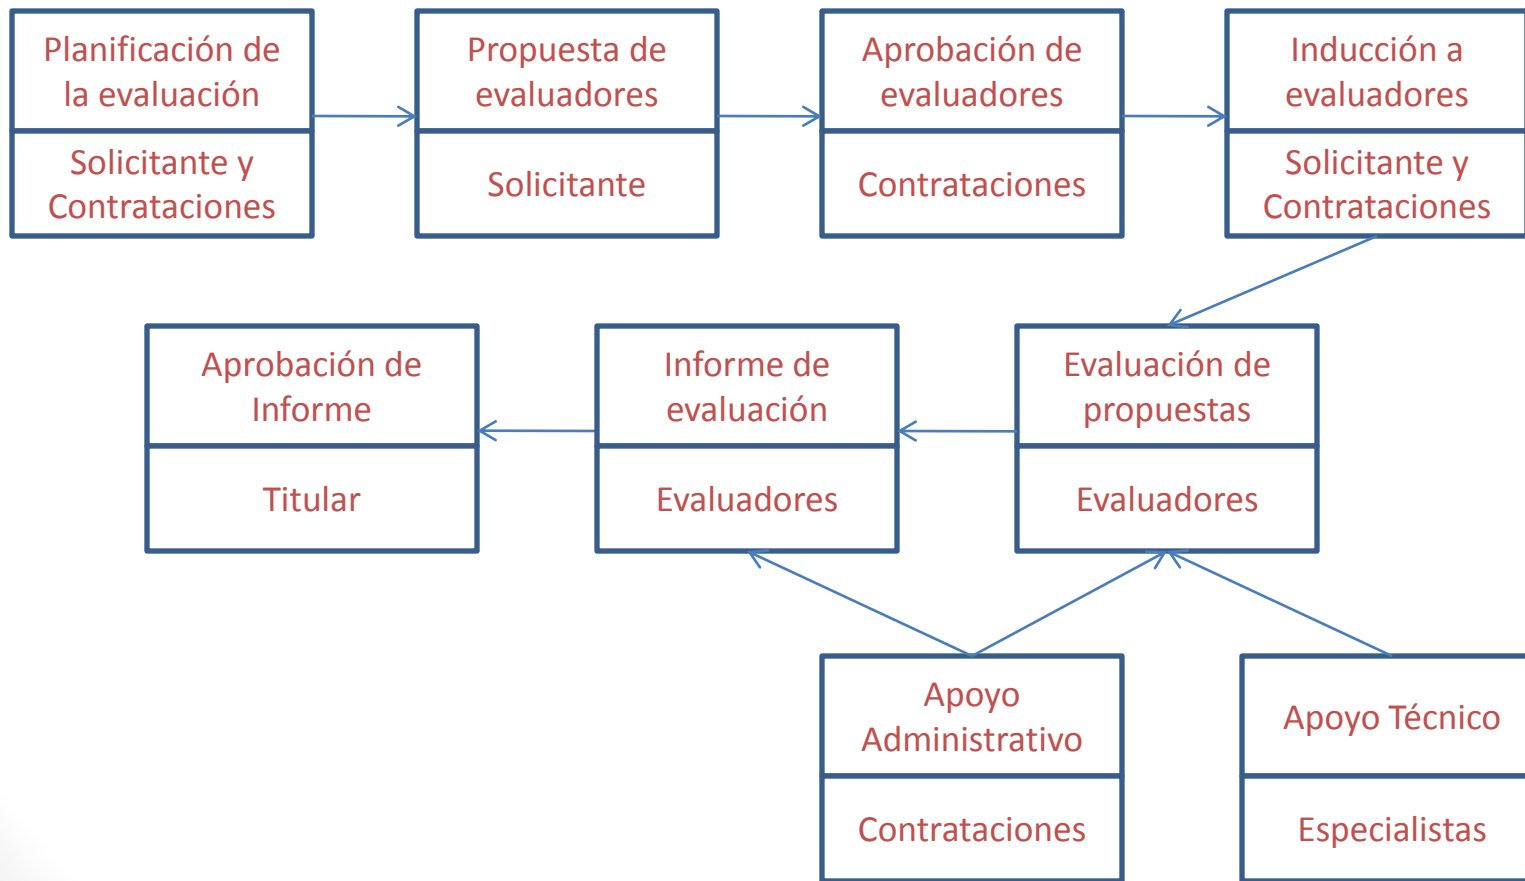 Planificación de
la evaluación
Solicitante y
Contrataciones
Propuesta de
evaluadores
Solicitante
Aprobación de
evaluadores
Contrataciones
Inducción a
evaluadores
Solicitante y
Contrataciones
Evaluación de
propuestas
Evaluadores
Informe de
evaluación
Evaluadores
Aprobación de
Informe
Titular
Apoyo
Administrativo
Contrataciones
Apoyo Técnico
Especialistas